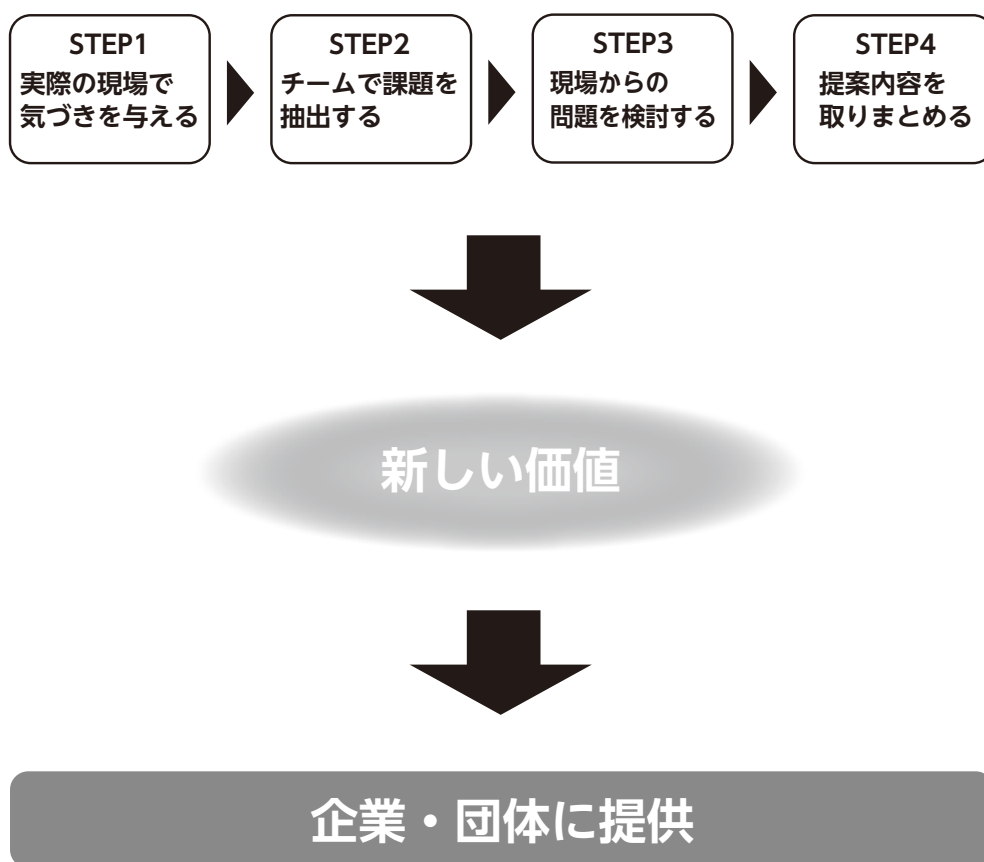 STEP1
実際の現場で
気づきを与える
STEP2
チームで課題を
抽出する
STEP3
現場からの
問題を検討する
STEP4
提案内容を
取りまとめる
新しい価値
企業・団体に提供